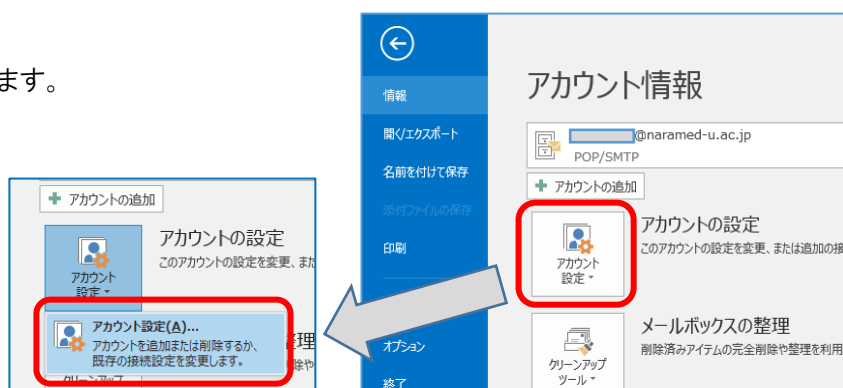 ます。
情報
開く/エクスポート
名前を付けて保存
添付ファイルの保存
印刷
オプション
終了
アカウント情報
@naramed-u.ac.jp
POP/SMTP
アカウントの追加
アカウント
設定
アカウントの設定
このアカウントの設定を変更、または追加の接
クリーンアップ
ツール
メールボックスの整理
削除済みアイテムの完全削除や整理を利用
アカウントの追加
アカウント
設定
アカウントの設定
このアカウントの設定を変更、また
アカウント設定(A)...
アカウントを追加または削除するか、
既存の接続設定を変更します。
整理
除や
クリーンアップ